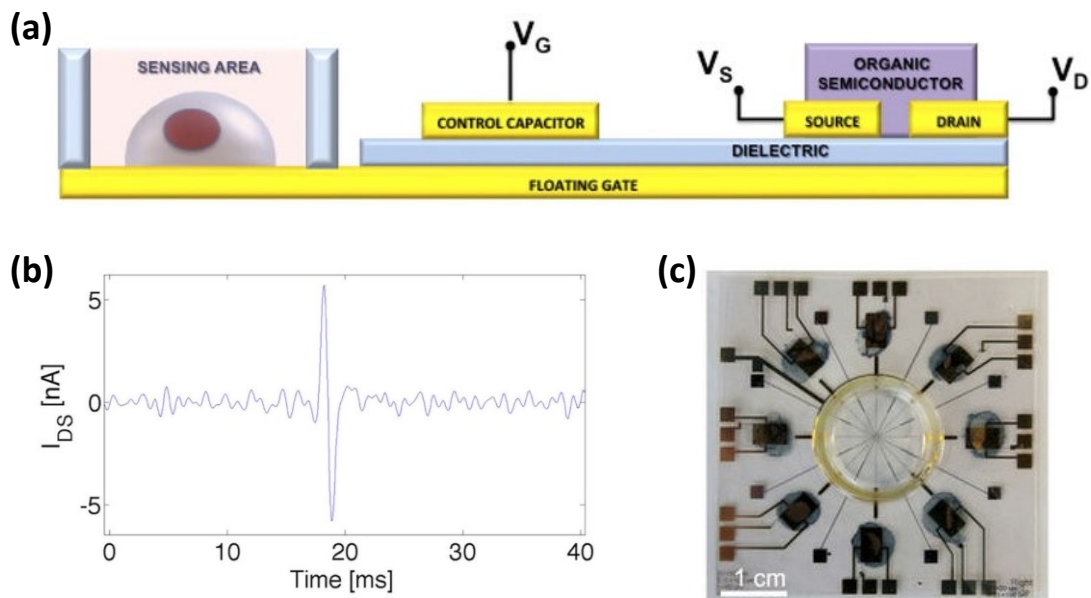 (a)
V_G
SENSING AREA
V_S
ORGANIC
SEMICONDUCTOR
V_D
CONTROL CAPACITOR
SOURCE
DRAIN
DIELECTRIC
FLOATING GATE
(b)
I_DS [nA]
5
0
-5
0
10
20
30
40
Time [ms]
(c)
Right
1 cm